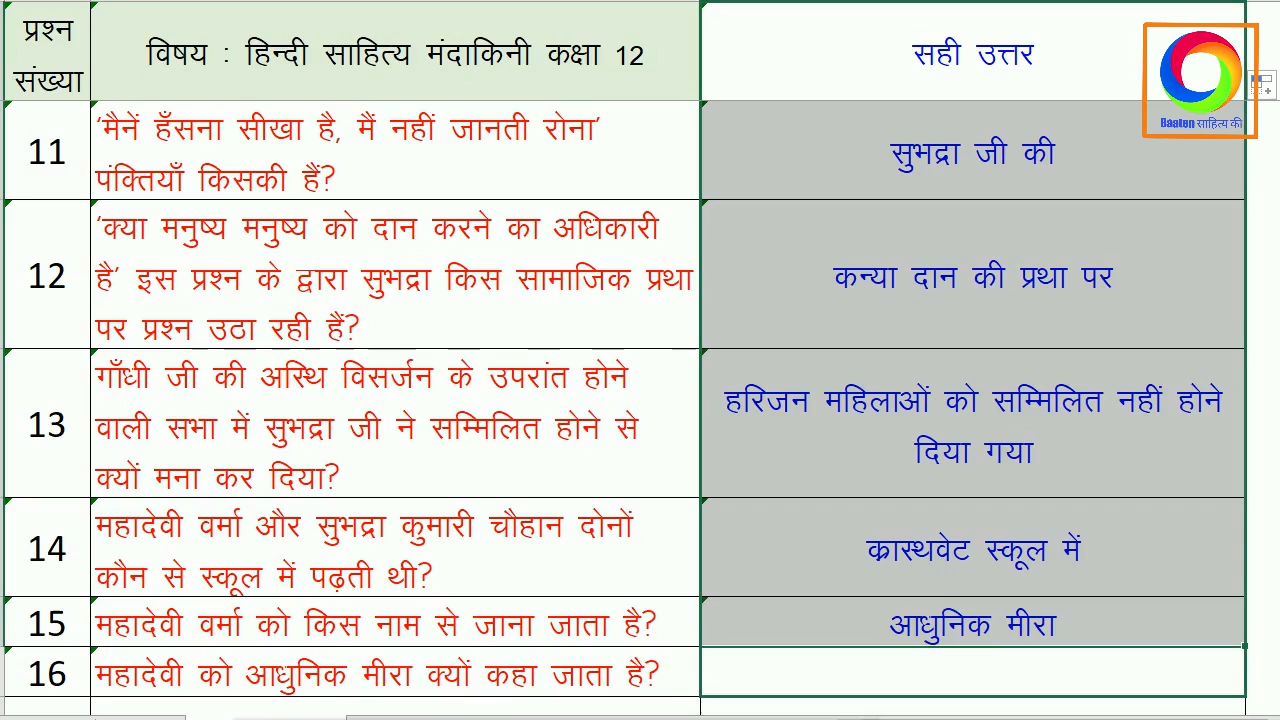 प्रश्न संख्या
विषय : हिन्दी साहित्य मंदाकिनी कक्षा 12
सही उत्तर
Baaten साहित्य की
11
'मैनें हँसना सीखा है, मैं नहीं जानती रोना'
पंक्तियाँ किसकी हैं?
सुभद्रा जी की
12
'क्या मनुष्य मनुष्य को दान करने का अधिकारी
है' इस प्रश्न के द्वारा सुभद्रा किस सामाजिक प्रथा
पर प्रश्न उठा रही हैं?
कन्या दान की प्रथा पर
13
गाँधी जी की अस्थि विसर्जन के उपरांत होने
वाली सभा में सुभद्रा जी ने सम्मिलित होने से
क्यों मना कर दिया?
हरिजन महिलाओं को सम्मिलित नहीं होने
दिया गया
14
महादेवी वर्मा और सुभद्रा कुमारी चौहान दोनों
कौन से स्कूल में पढ़ती थी?
क्रास्थवेट स्कूल में
15
महादेवी वर्मा को किस नाम से जाना जाता है?
आधुनिक मीरा
16
महादेवी को आधुनिक मीरा क्यों कहा जाता है?